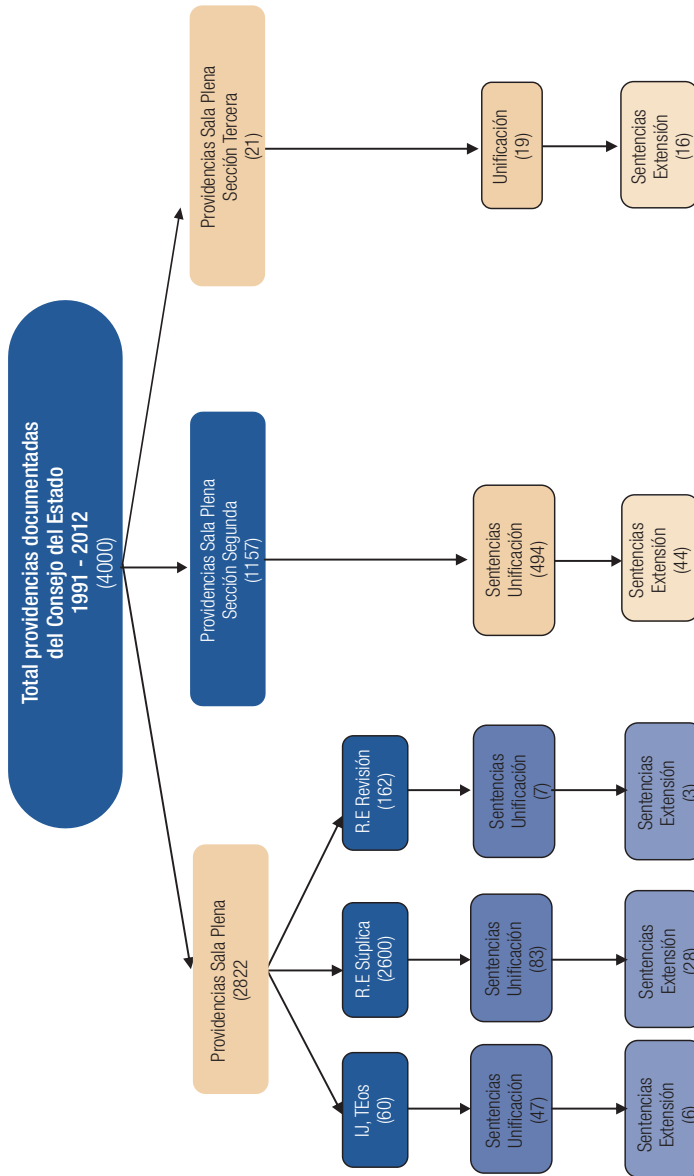 Total providencias documentadas
del Consejo del Estado
1991 - 2012
(4000)
Providencias Sala Plena
(2822
Providencias Sala Plena
Sección Segunda
(1157)
Providencias Sala Plena
Sección Tercera
(21)
IJ, TEos
(60)
R.E Súplica
(2600)
R.E Revisión
(162)
Sentencias
Unificación
(47)
Sentencias
Unificación
(83)
Sentencias
Unificación
(7)
Sentencias
Unificación
(494)
Unificación
(19)
Sentencias
Extensión
(6)
Sentencias
Extensión
(28)
Sentencias
Extensión
(3)
Sentencias
Extensión
(44)
Sentencias
Extensión
(16)